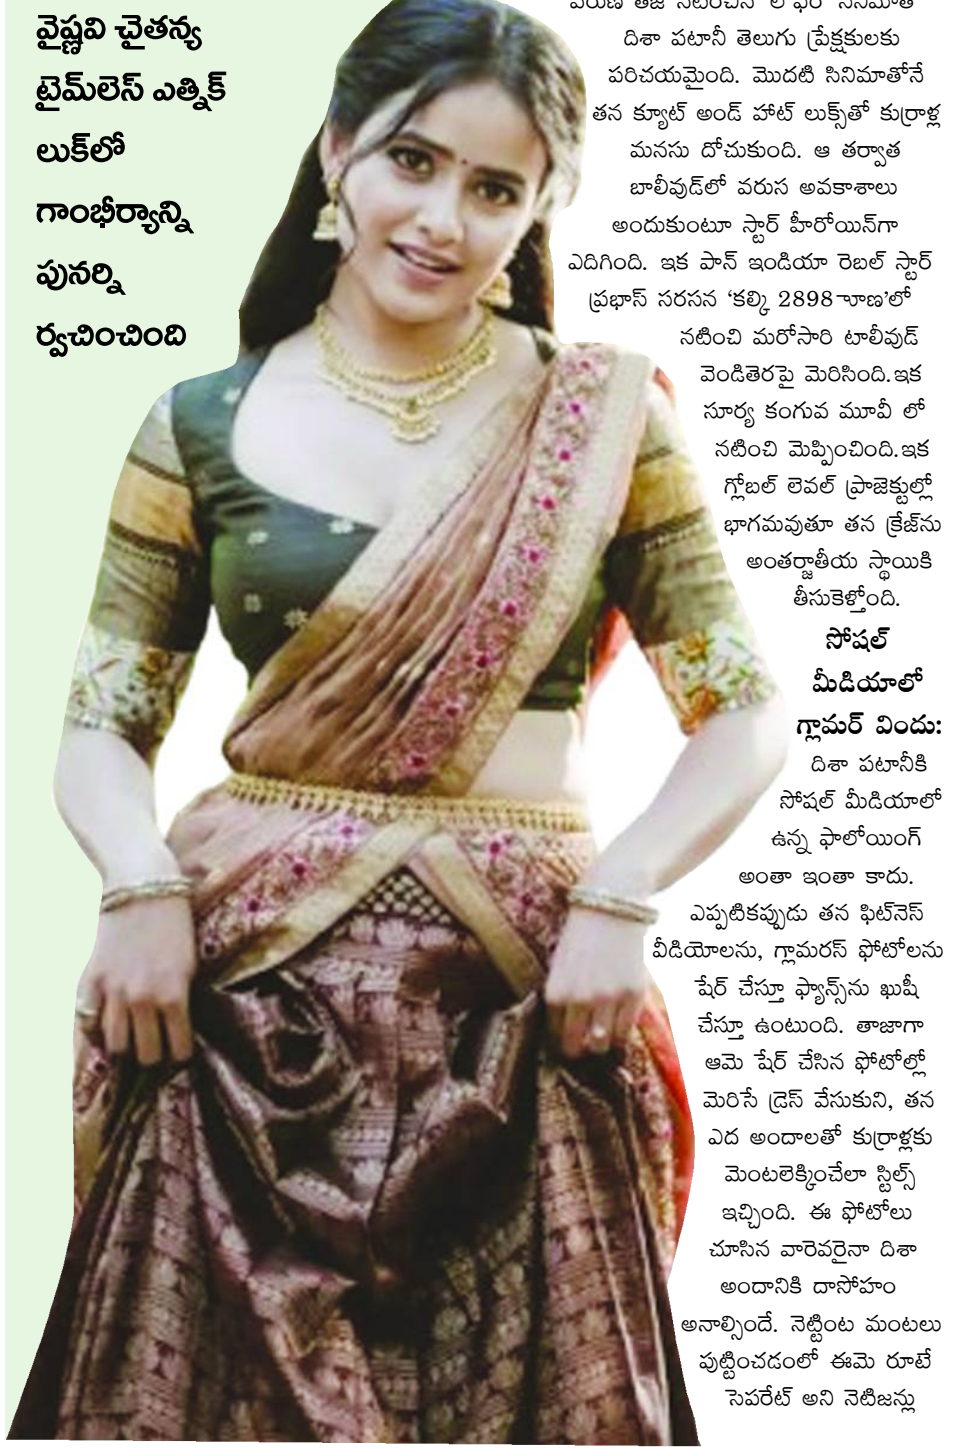 వైష్ణవి చైతన్య
టైమ్‌లెస్ ఎత్నిక్
లుక్‌లో
గాంభీర్యాన్ని
పునర్ని
ర్వచించింది
దిశా పటానీ తెలుగు ప్రేక్షకులకు
పరిచయమైంది. మొదటి సినిమాతోనే
తన క్యూట్ అండ్ హాట్ లుక్స్‌తో కుర్రాళ్ల
మనసు దోచుకుంది. ఆ తర్వాత
బాలీవుడ్‌లో వరుస అవకాశాలు
అందుకుంటూ స్టార్ హీరోయిన్‌గా
ఎదిగింది. ఇక పాన్ ఇండియా రెబల్ స్టార్
ప్రభాస్ సరసన ‘కల్కి 2898 ’లో
నటించి మరోసారి టాలీవుడ్
వెండితెరపై మెరిసింది.ఇక
సూర్య కంగువ మూవీ లో
నటించి మెప్పించింది.ఇక
గ్లోబల్ లెవల్ ప్రాజెక్టుల్లో
భాగమవుతూ తన క్రేజ్‌ను
అంతర్జాతీయ స్థాయికి
తీసుకెళ్తోంది.
సోషల్
మీడియాలో
గ్లామర్ విందు:
దిశా పటానీకి
సోషల్ మీడియాలో
ఉన్న ఫాలోయింగ్
అంతా ఇంతా కాదు.
ఎప్పటికప్పుడు తన ఫిట్‌నెస్
వీడియోలను, గ్లామరస్ ఫోటోలను
షేర్ చేస్తూ ఫ్యాన్స్‌ను ఖుషీ
చేస్తూ ఉంటుంది. తాజాగా
ఆమె షేర్ చేసిన ఫోటోల్లో
మెరిసే డ్రెస్ వేసుకుని, తన
ఎద అందాలతో కుర్రాళ్లకు
మెంటలెక్కించేలా స్టిల్స్
ఇచ్చింది. ఈ ఫోటోలు
చూసిన వారెవరైనా దిశా
అందానికి దాసోహం
అనాల్సిందే. నెట్టింట మంటలు
పుట్టించడంలో ఈమె రూటే
సెపరేట్ అని నెటిజన్లు